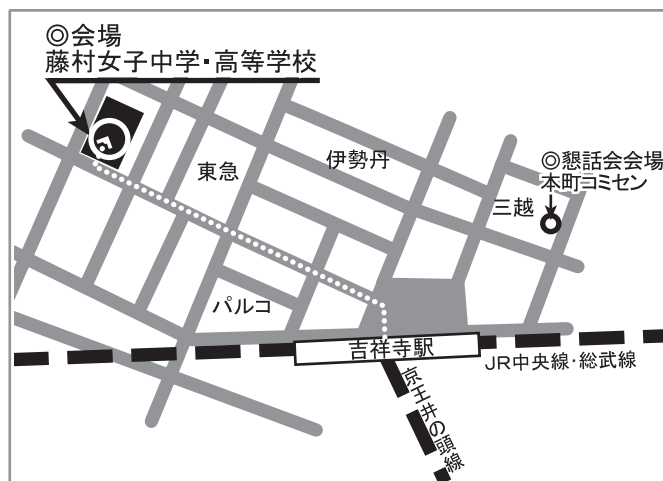 ◎会場
藤村女子中学・高等学校
東急
伊勢丹
◎懇話会会場
本町コミセン
三越
パルコ
吉祥寺駅
JR中央線・総武線
京王井の頭線